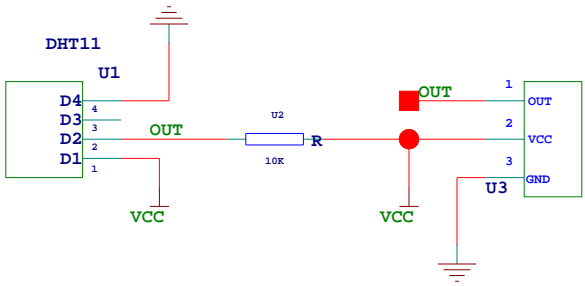 DHT11
U1
D4
4
D3
3
D2
2
D1
1
OUT
VCC
U2
R
10K
OUT
VCC
1
OUT
2
VCC
3
GND
U3